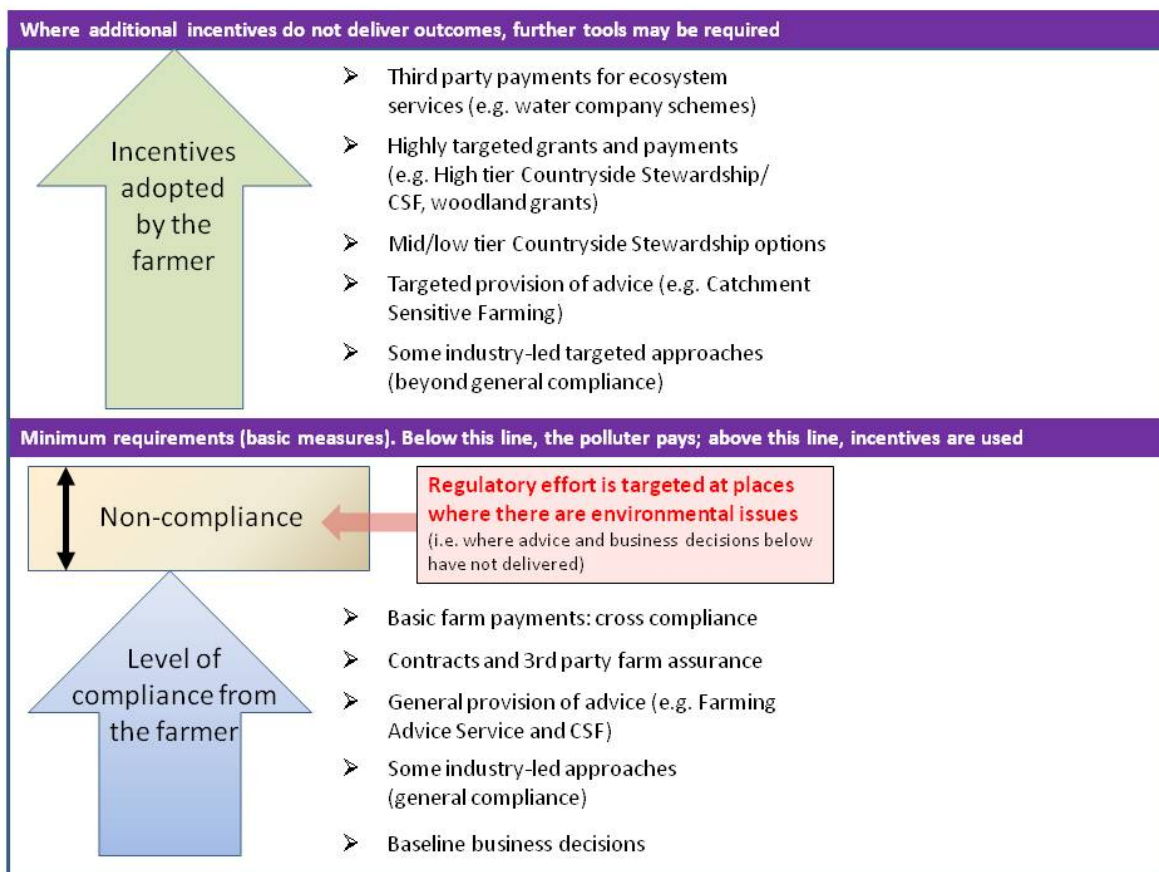 Where additional incentives do not deliver outcomes, further tools may be required
Incentives
adopted
by the
farmer
➢ Third party payments for ecosystem
services (e.g. water company schemes)
➢ Highly targeted grants and payments
(e.g. High tier Countryside Stewardship/
CSF, woodland grants)
➢ Mid/low tier Countryside Stewardship options
➢ Targeted provision of advice (e.g. Catchment
Sensitive Farming)
➢ Some industry-led targeted approaches
(beyond general compliance)
Minimum requirements (basic measures). Below this line, the polluter pays; above this line, incentives are used
Non-compliance
Regulatory effort is targeted at places
where there are environmental issues
(i.e. where advice and business decisions below
have not delivered)
Level of
compliance from
the farmer
➢ Basic farm payments: cross compliance
➢ Contracts and 3rd party farm assurance
➢ General provision of advice (e.g. Farming
Advice Service and CSF)
➢ Some industry-led approaches
(general compliance)
➢ Baseline business decisions